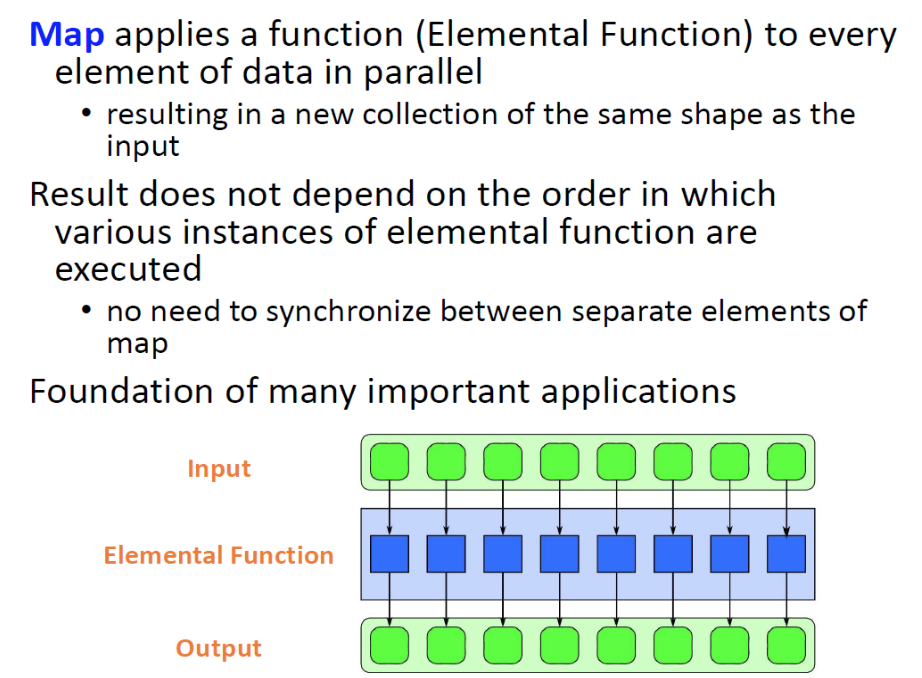 Map applies a function (Elemental Function) to every
element of data in parallel
• resulting in a new collection of the same shape as the
input
Result does not depend on the order in which
various instances of elemental function are
executed
• no need to synchronize between separate elements of
map
Foundation of many important applications
Input
Elemental Function
Output